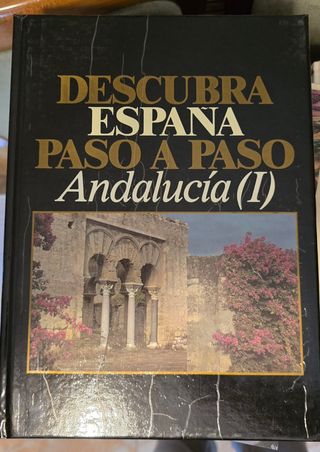 DESCUBRA
ESPAÑA
PASO A PASO
Andalucía (I)